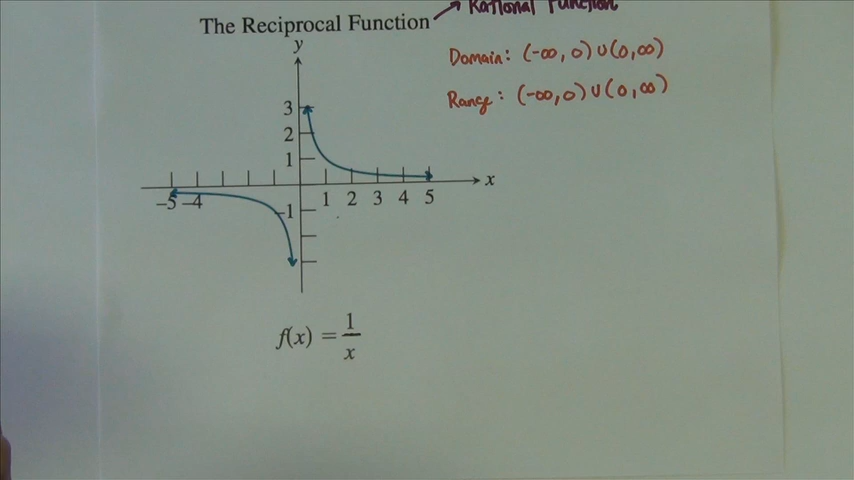 Rational Function
The Reciprocal Function
y
Domain: (-∞, 0) ∪ (0, ∞)
Range: (-∞, 0) ∪ (0, ∞)
3
2
1
x
–5 –4
1 2 3 4 5
–1
f(x) = 1/x